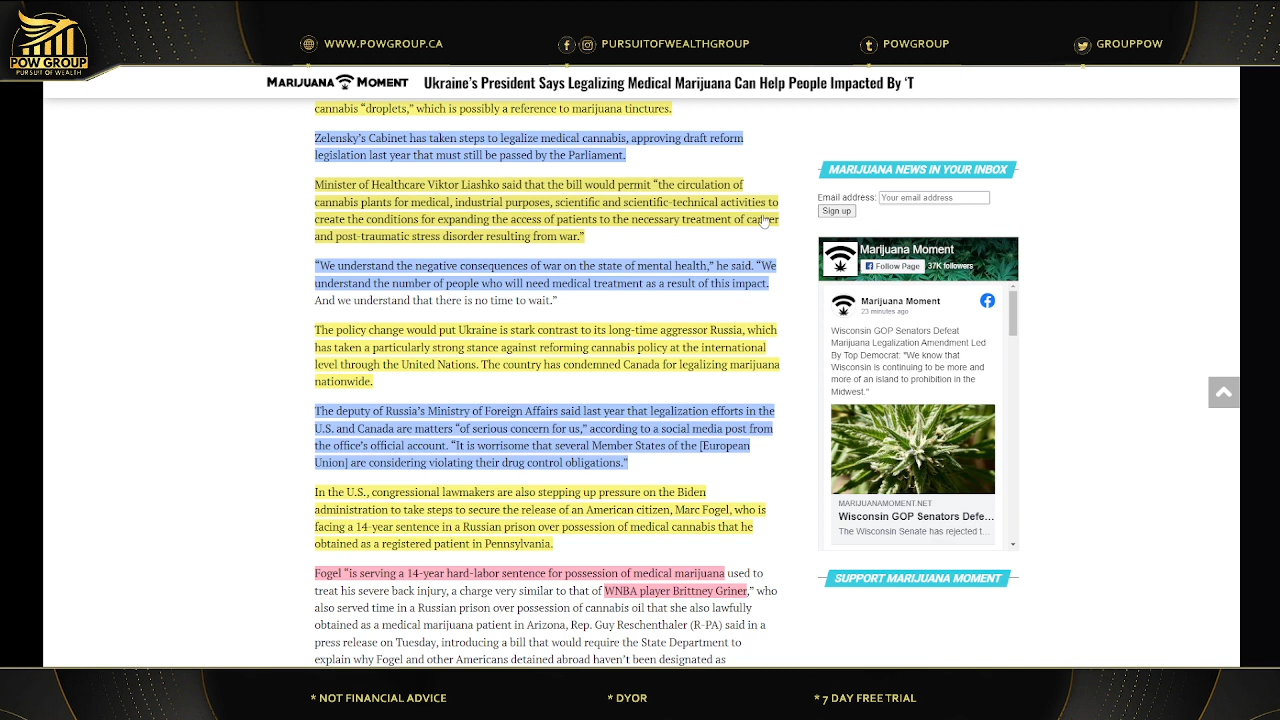 POW GROUP
PURSUIT OF WEALTH
WWW.POWGROUP.CA
PURSUITOFWEALTHGROUP
POWGROUP
GROUPPOW
MARIJUANA MOMENT
Ukraine's President Says Legalizing Medical Marijuana Can Help People Impacted By 'T
cannabis “droplets,” which is possibly a reference to marijuana tinctures.
Zelensky’s Cabinet has taken steps to legalize medical cannabis, approving draft reform
legislation last year that must still be passed by the Parliament.
Minister of Healthcare Viktor Liashko said that the bill would permit “the circulation of
cannabis plants for medical, industrial purposes, scientific and scientific-technical activities to
create the conditions for expanding the access of patients to the necessary treatment of cancer
and post-traumatic stress disorder resulting from war.”
“We understand the negative consequences of war on the state of mental health,” he said. “We
understand the number of people who will need medical treatment as a result of this impact.
And we understand that there is no time to wait.”
The policy change would put Ukraine is stark contrast to its long-time aggressor Russia, which
has taken a particularly strong stance against reforming cannabis policy at the international
level through the United Nations. The country has condemned Canada for legalizing marijuana
nationwide.
The deputy of Russia’s Ministry of Foreign Affairs said last year that legalization efforts in the
U.S. and Canada are matters “of serious concern for us,” according to a social media post from
the office’s official account. “It is worrisome that several Member States of the [European
Union] are considering violating their drug control obligations.”
In the U.S., congressional lawmakers are also stepping up pressure on the Biden
administration to take steps to secure the release of an American citizen, Marc Fogel, who is
facing a 14-year sentence in a Russian prison over possession of medical cannabis that he
obtained as a registered patient in Pennsylvania.
Fogel “is serving a 14-year hard-labor sentence for possession of medical marijuana used to
treat his severe back injury, a charge very similar to that of WNBA player Brittney Griner,” who
also served time in a Russian prison over possession of cannabis oil that she also lawfully
obtained as a medical marijuana patient in Arizona, Rep. Guy Reschenthaler (R-PA) said in a
press release on Tuesday, introducing a bill that would require the State Department to
explain why Fogel and other Americans detained abroad haven’t been designated as
MARIJUANA NEWS IN YOUR INBOX
Email address: Your email address
Sign up
Marijuana Moment
Follow Page 37K followers
Marijuana Moment
23 minutes ago
Wisconsin GOP Senators Defeat
Marijuana Legalization Amendment Led
By Top Democrat: "We know that
Wisconsin is continuing to be more and
more of an island to prohibition in the
Midwest."
MARIJUANAMOMENT.NET
Wisconsin GOP Senators Defe...
The Wisconsin Senate has rejected t...
SUPPORT MARIJUANA MOMENT
* NOT FINANCIAL ADVICE
* DYOR
* 7 DAY FREE TRIAL